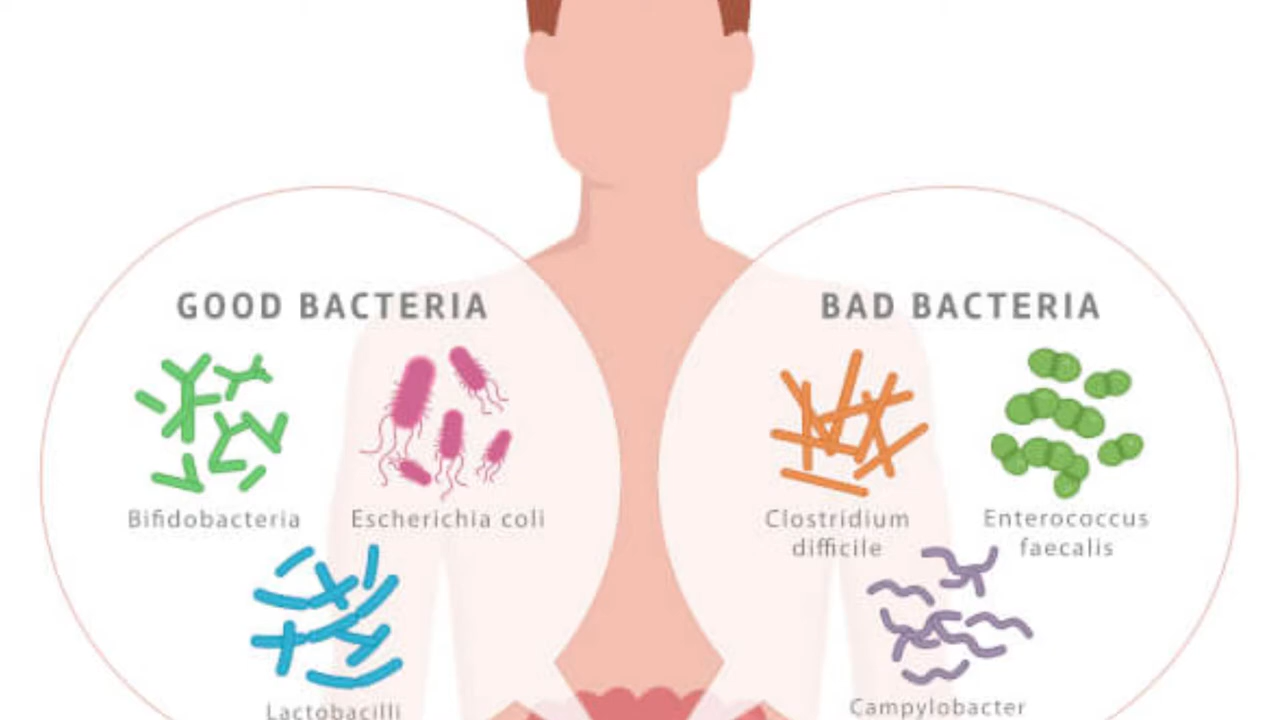 GOOD BACTERIA
Bifidobacteria
Escherichia coli
Lactobacilli
BAD BACTERIA
Clostridium
difficile
Enterococcus
faecalis
Campylobacter